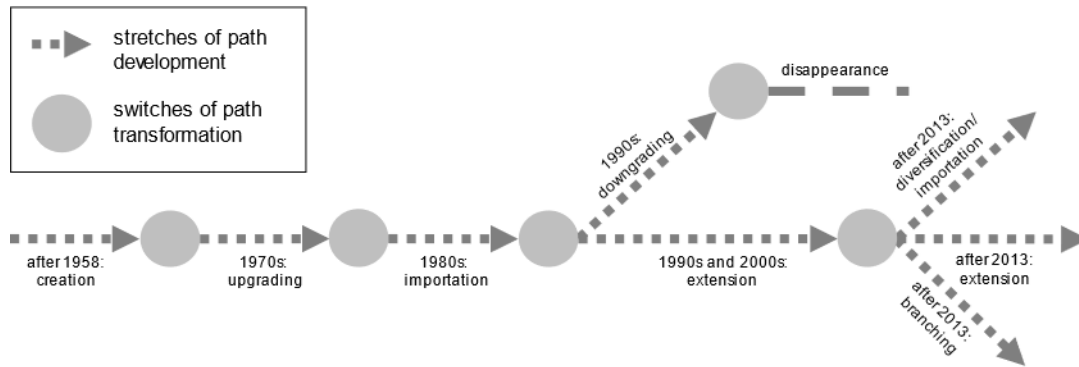 stretches of path
development
switches of path
transformation
disappearance
1990s:
downgrading
after 2013:
diversification/
importation
after 1958:
creation
1970s:
upgrading
1980s:
importation
1990s and 2000s:
extension
after 2013:
extension
after 2013:
branching